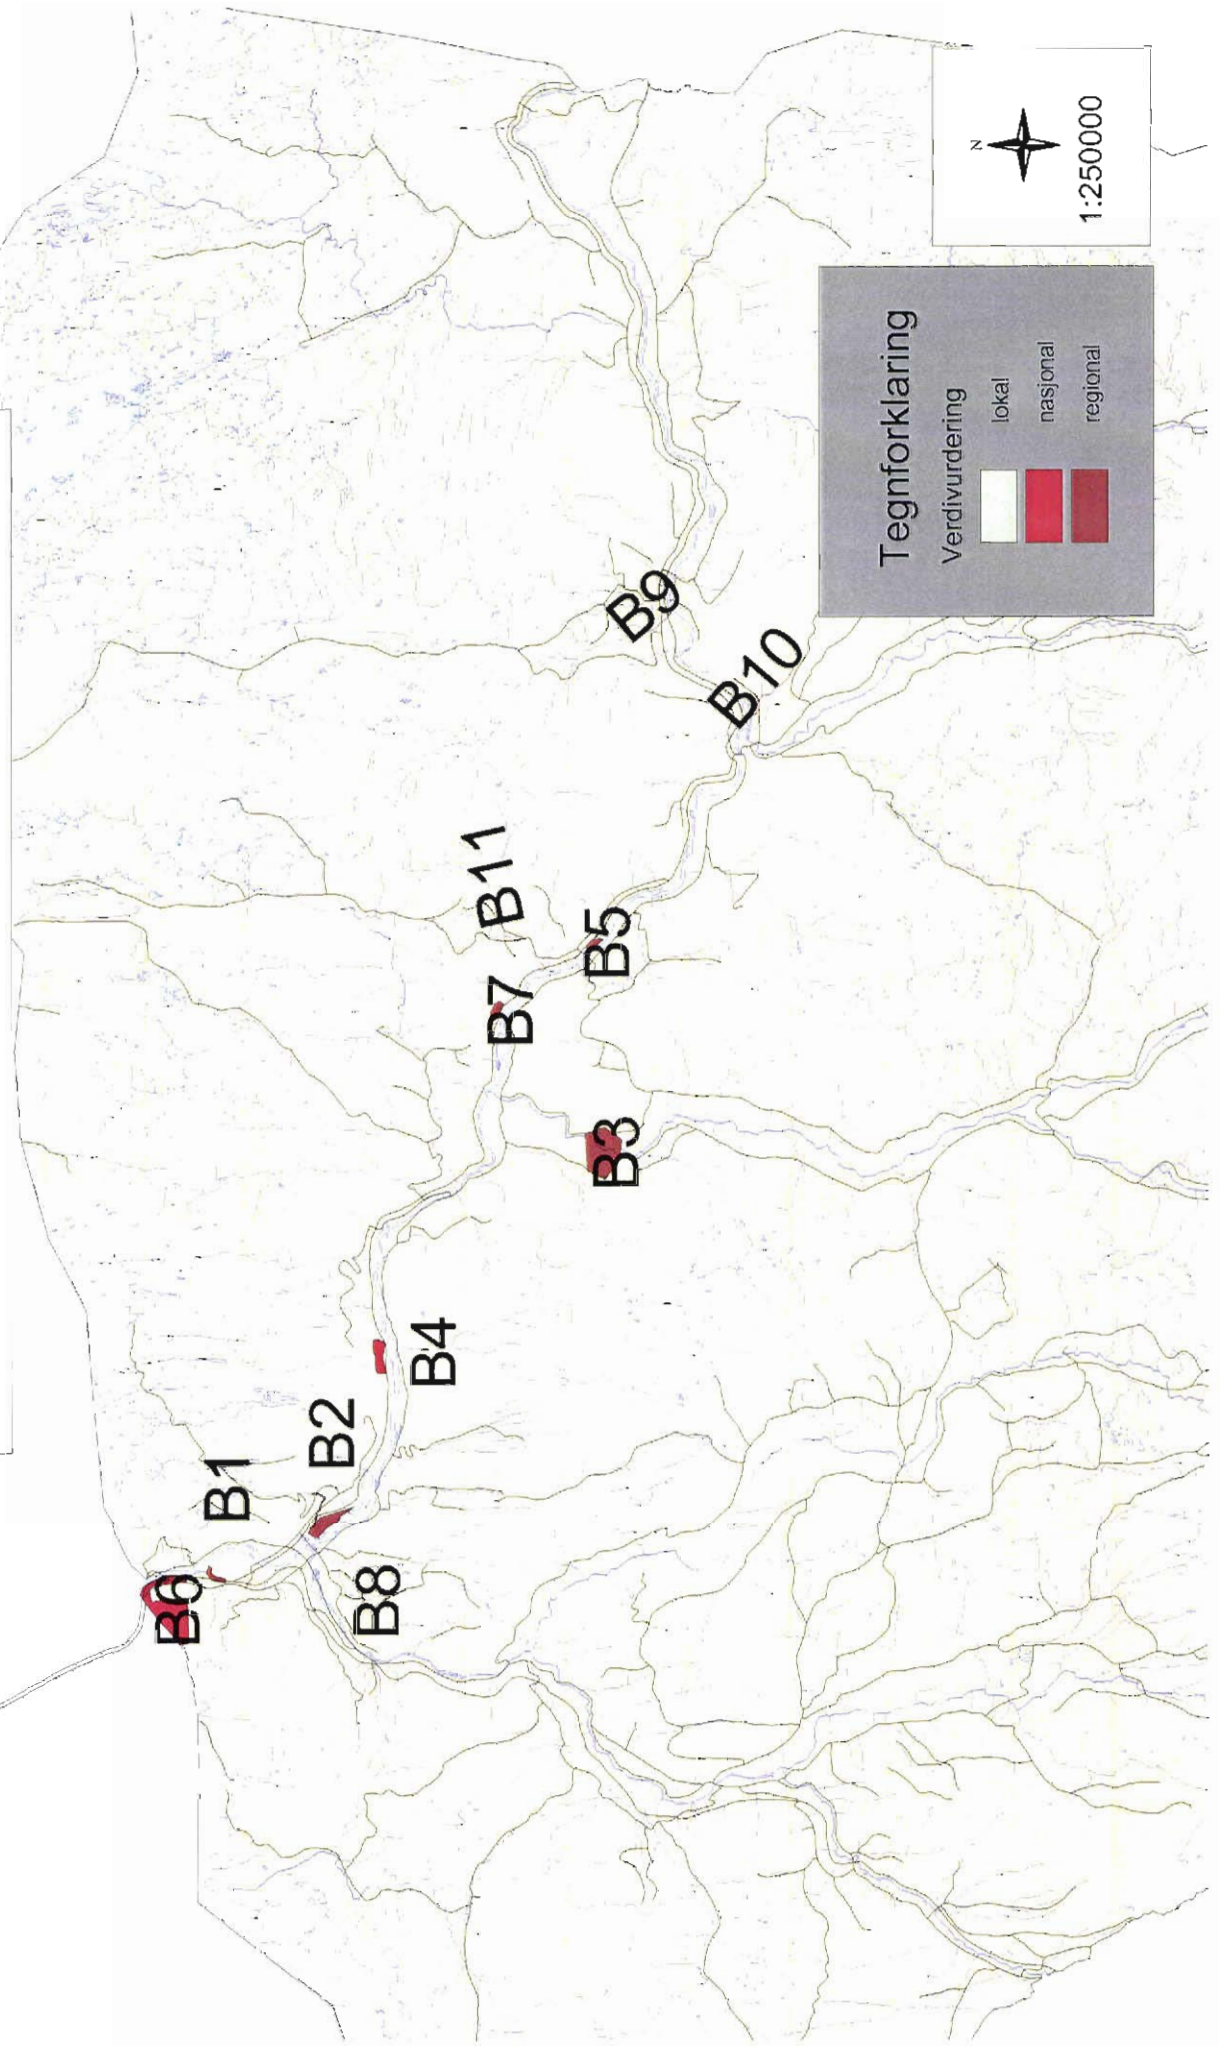 B6
B1
B2
B8
B4
B3
B7
B11
B5
B9
B10
Tegnforklaring
Verdivurdering
lokal
nasjonal
regional
N
1:250000